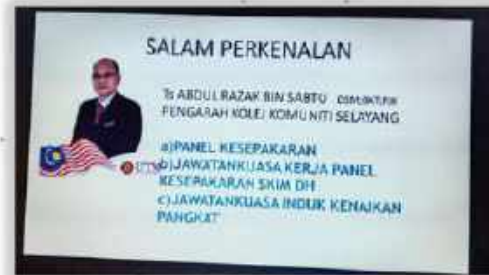 SALAM PERKENALAN
Ts ABDUL RAZAK BIN SABTU
PENGARAH KOLEJ KOMUNITI SELAYANG
a)PANEL KESEPAKARAN
b)JAWATANKUASA KERJA PANEL
KESEPAKARAN SKIM DH
c)JAWATANKUASA INDUK KENAIKAN
PANGKAT